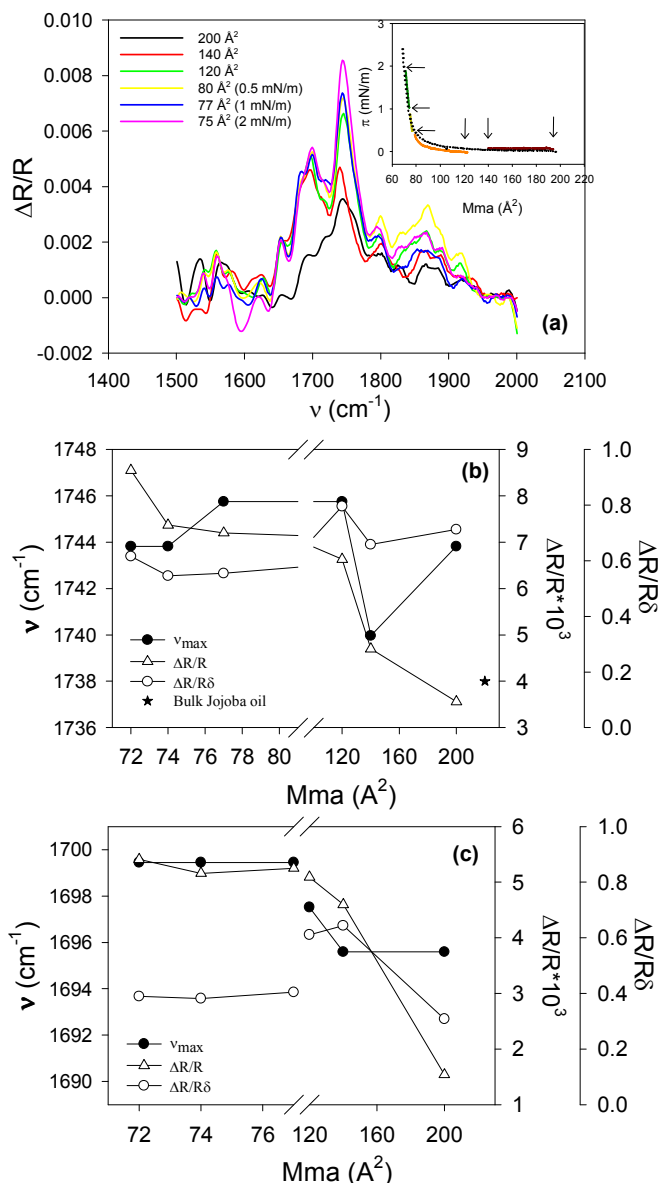 0.010
0.008
0.006
0.004
0.002
0.000
-0.002
ΔR/R
200 Å²
140 Å²
120 Å²
80 Å² (0.5 mN/m)
77 Å² (1 mN/m)
75 Å² (2 mN/m)
3
2
1
0
π (mN/m)
60 80 100 120 140 160 180 200 220
Mma (Å²)
(a)
1400 1500 1600 1700 1800 1900 2000 2100
ν (cm⁻¹)
1748
1746
1744
1742
1740
1738
1736
ν (cm⁻¹)
(b)
νmax
ΔR/R
ΔR/Rδ
Bulk Jojoba oil
9
8
7
6
5
4
3
ΔR/R*10³
1.0
0.8
0.6
0.4
0.2
0.0
ΔR/Rδ
72 74 76 78 80 120 160 200
Mma (A²)
1700
1698
1696
1694
1692
1690
ν (cm⁻¹)
(c)
νmax
ΔR/R
ΔR/Rδ
6
5
4
3
2
1
ΔR/R*10³
1.0
0.8
0.6
0.4
0.2
0.0
ΔR/Rδ
72 74 76 120 160 200
Mma (A²)